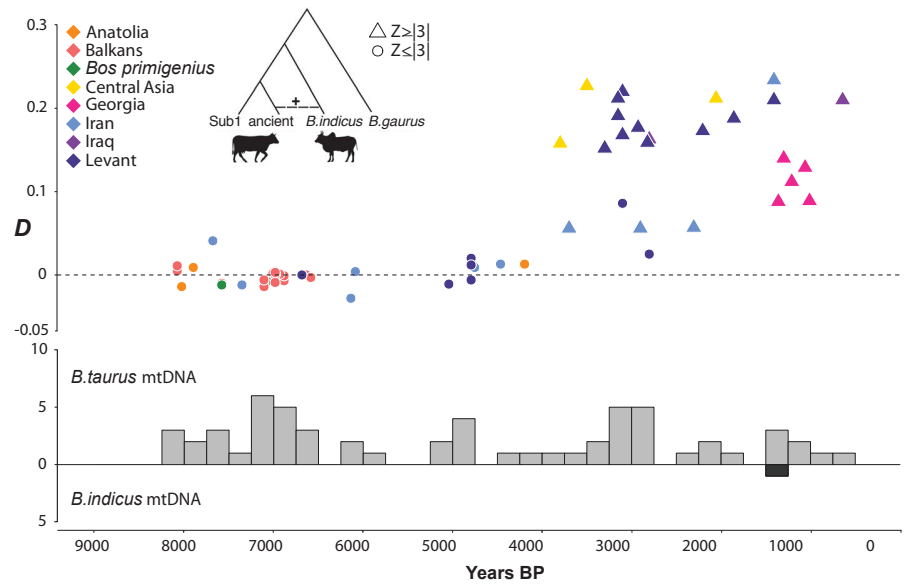 0.3
0.2
0.1
0
-0.05
D
Anatolia
Balkans
Bos primigenius
Central Asia
Georgia
Iran
Iraq
Levant
+
Sub1 ancient B.indicus B.gaurus
Z≥|3|
Z≤|3|
10
5
0
5
B.taurus mtDNA
B.indicus mtDNA
9000 8000 7000 6000 5000 4000 3000 2000 1000 0
Years BP